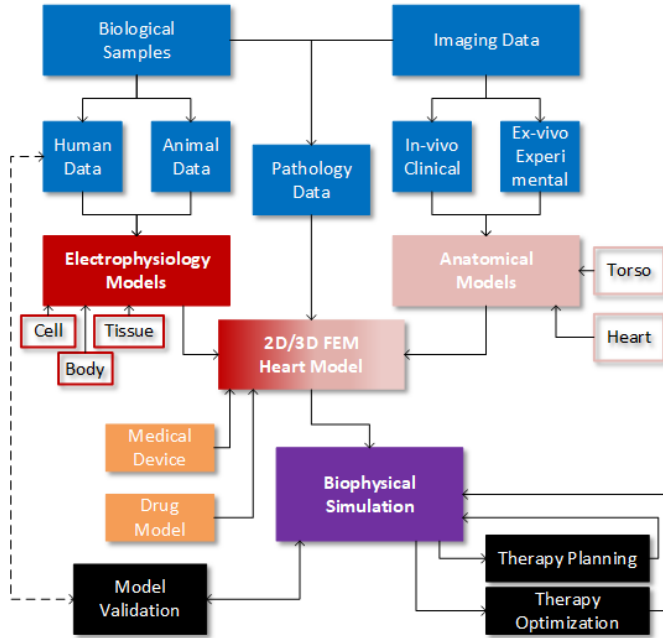 Biological
Samples
Imaging Data
Human
Data
Animal
Data
Pathology
Data
In-vivo
Clinical
Ex-vivo
Experi
mental
Electrophysiology
Models
Anatomical
Models
Torso
Cell
Tissue
Body
Heart
2D/3D FEM
Heart Model
Medical
Device
Drug
Model
Biophysical
Simulation
Model
Validation
Therapy Planning
Therapy
Optimization